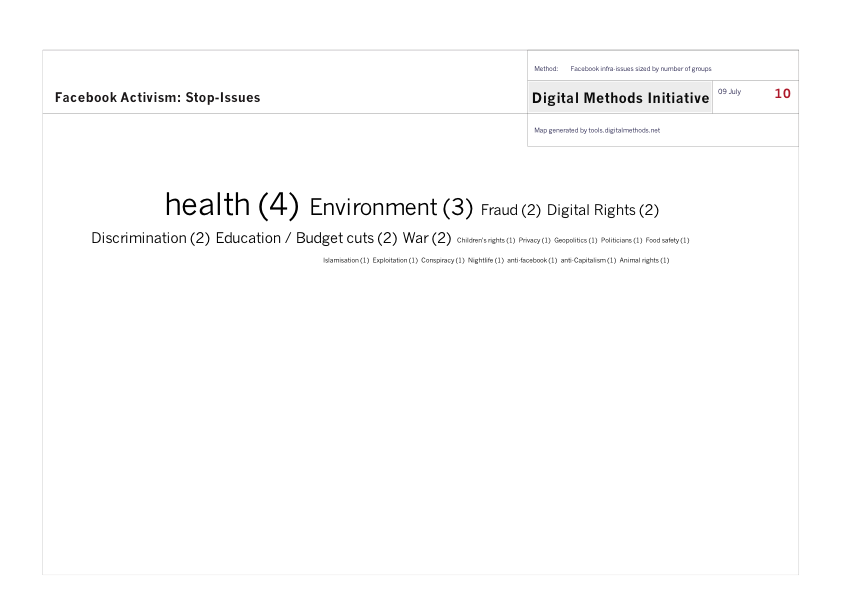 Method: Facebook infra-issues sized by number of groups
Facebook Activism: Stop-Issues
Digital Methods Initiative
09 July
10
Map generated by tools.digitalmethods.net
health (4) Environment (3) Fraud (2) Digital Rights (2)
Discrimination (2) Education / Budget cuts (2) War (2) Children's rights (1) Privacy (1) Geopolitics (1) Politicians (1) Food safety (1)
Islamisation (1) Exploitation (1) Conspiracy (1) Nightlife (1) anti-facebook (1) anti-Capitalism (1) Animal rights (1)